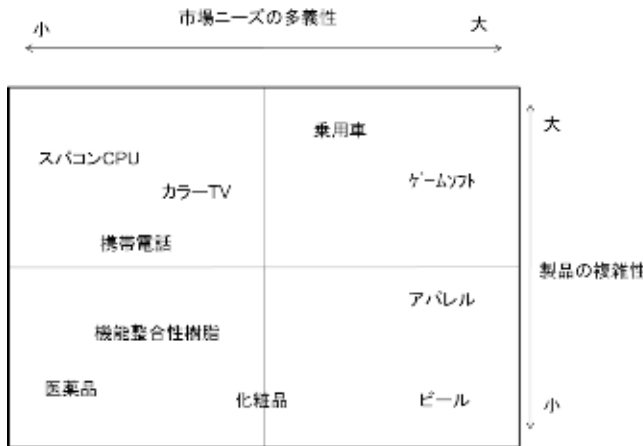 市場ニーズの多義性
小
大
乗用車
大
スパコンCPU
カラーTV
ゲームソフト
携帯電話
製品の複雑性
アパレル
機能整合性樹脂
医薬品
化粧品
ビール
小